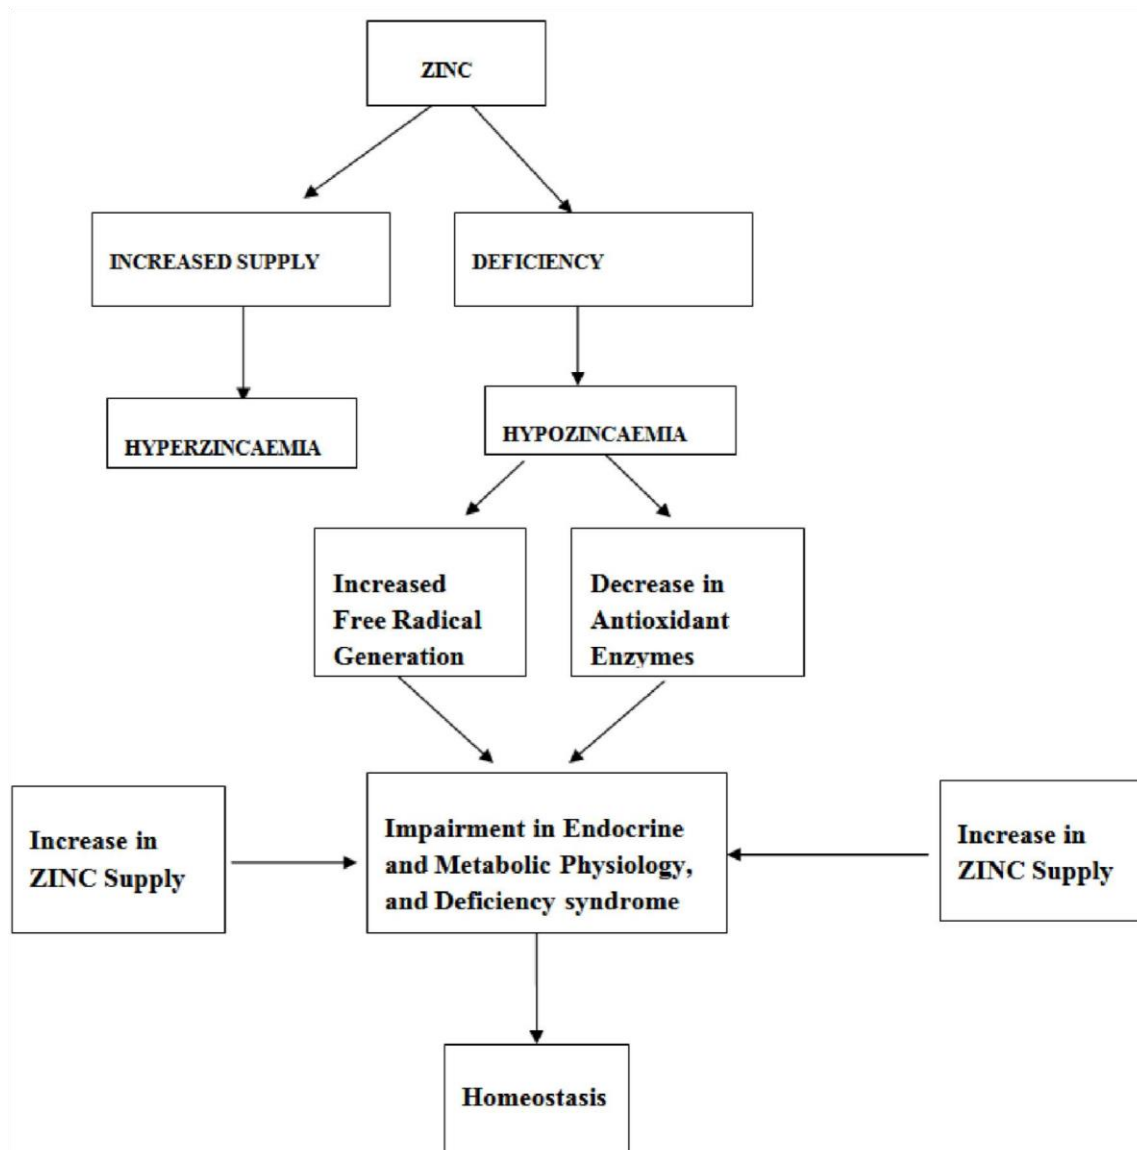 ZINC
INCREASED SUPPLY
DEFICIENCY
HYPERZINCAEMIA
HYPOZINCAEMIA
Increased
Free Radical
Generation
Decrease in
Antioxidant
Enzymes
Increase in
ZINC Supply
Impairment in Endocrine
and Metabolic Physiology,
and Deficiency syndrome
Increase in
ZINC Supply
Homeostasis